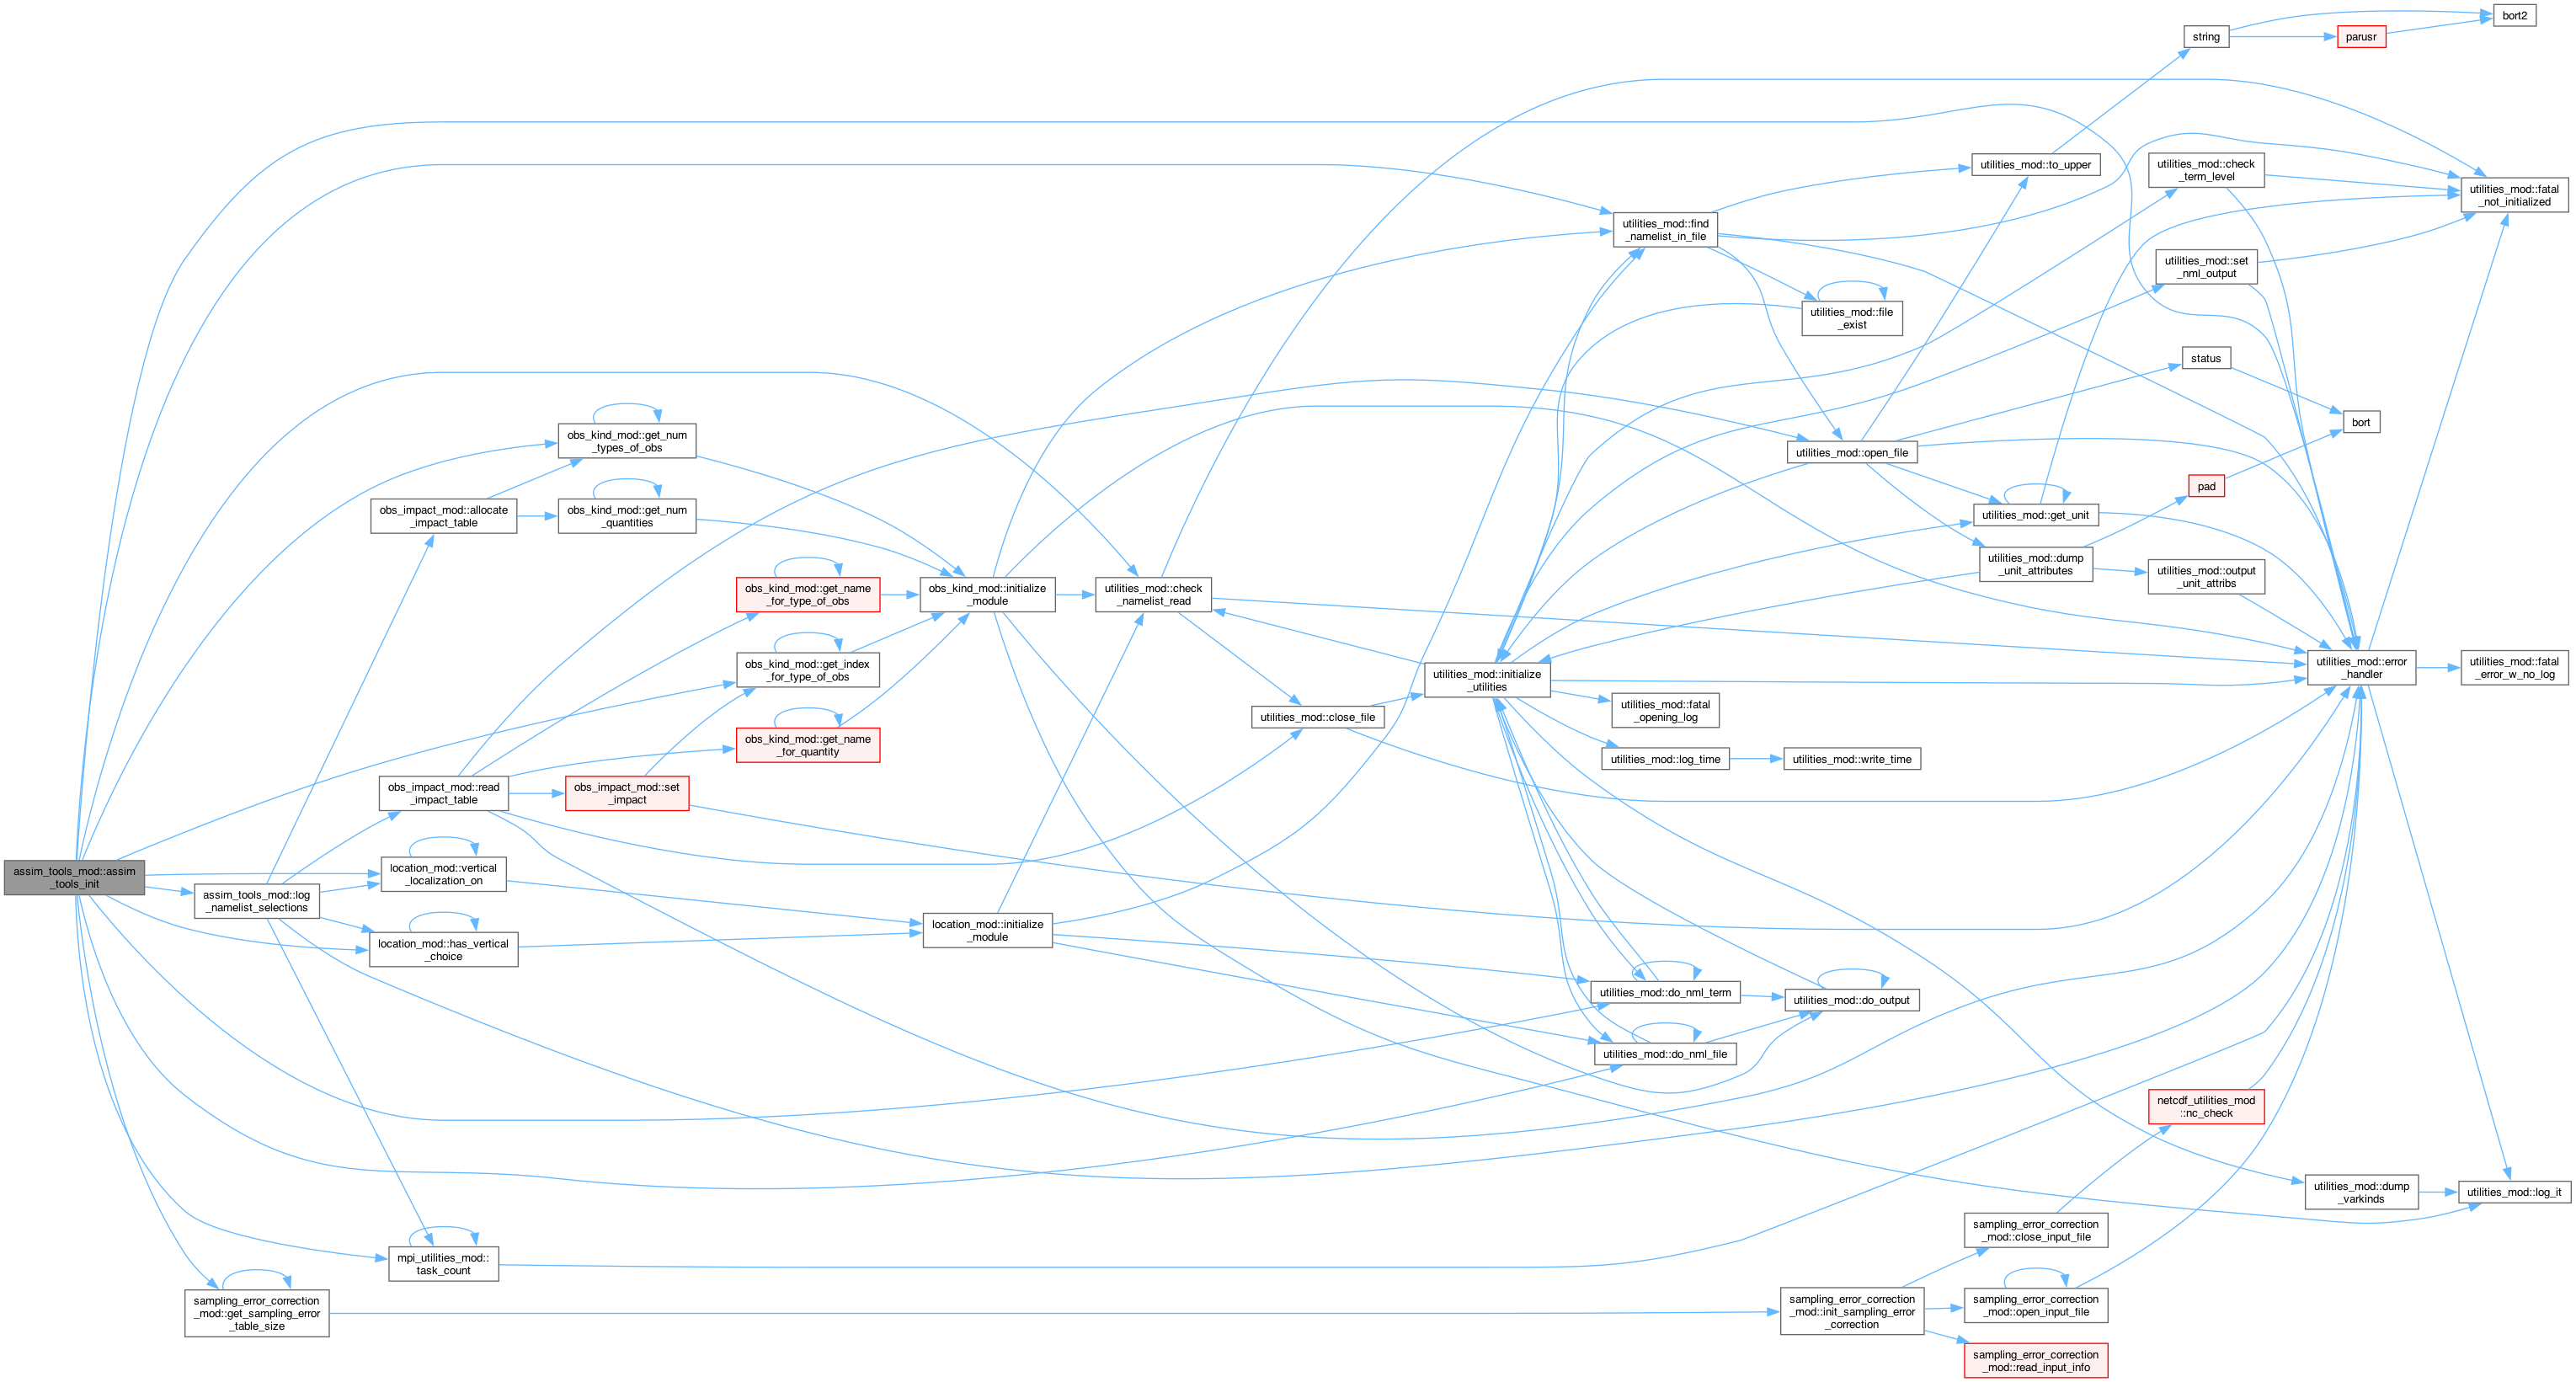 bort2
string
parusr
utilities_mod::to_upper
utilities_mod::check
_term_level
utilities_mod::fatal
_not_initialized
utilities_mod::find
_namelist_in_file
utilities_mod::set
_nml_output
utilities_mod::file
_exist
status
bort
obs_kind_mod::get_num
_types_of_obs
utilities_mod::open_file
pad
obs_impact_mod::allocate
_impact_table
obs_kind_mod::get_num
_quantities
utilities_mod::get_unit
utilities_mod::dump
_unit_attributes
utilities_mod::output
_unit_attribs
obs_kind_mod::get_name
_for_type_of_obs
obs_kind_mod::initialize
_module
utilities_mod::check
_namelist_read
obs_kind_mod::get_index
_for_type_of_obs
utilities_mod::initialize
_utilities
utilities_mod::error
_handler
utilities_mod::fatal
_error_w_no_log
utilities_mod::close_file
utilities_mod::fatal
_opening_log
obs_kind_mod::get_name
_for_quantity
utilities_mod::log_time
utilities_mod::write_time
obs_impact_mod::read
_impact_table
obs_impact_mod::set
_impact
assim_tools_mod::assim
_tools_init
location_mod::vertical
_localization_on
assim_tools_mod::log
_namelist_selections
location_mod::has_vertical
_choice
location_mod::initialize
_module
utilities_mod::do_nml_term
utilities_mod::do_output
utilities_mod::do_nml_file
netcdf_utilities_mod
::nc_check
utilities_mod::dump
_varkinds
utilities_mod::log_it
sampling_error_correction
_mod::close_input_file
mpi_utilities_mod::
task_count
sampling_error_correction
_mod::get_sampling_error
_table_size
sampling_error_correction
_mod::init_sampling_error
_correction
sampling_error_correction
_mod::open_input_file
sampling_error_correction
_mod::read_input_info